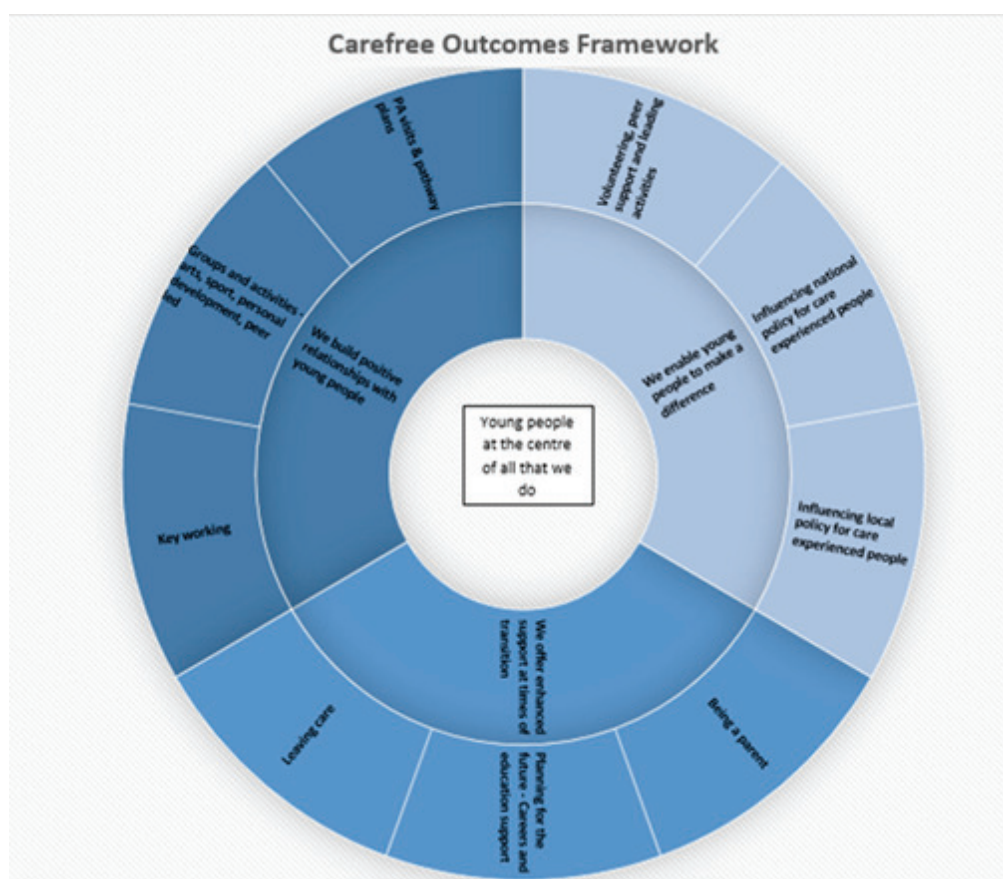 Carefree Outcomes Framework
PA visits & pathway
plans
Volunteering, peer
support and leading
activities
Groups and activities -
arts, sport, personal
development, peer
led
Influencing national
policy for care
experienced people
We build positive
relationships with
young people
We enable young
people to make a
difference
Young people
at the centre
of all that we
do
Key working
Influencing local
policy for care
experienced people
We offer enhanced
support at times of
transition
Leaving care
Being a parent
Planning for the
future - Careers and
education support